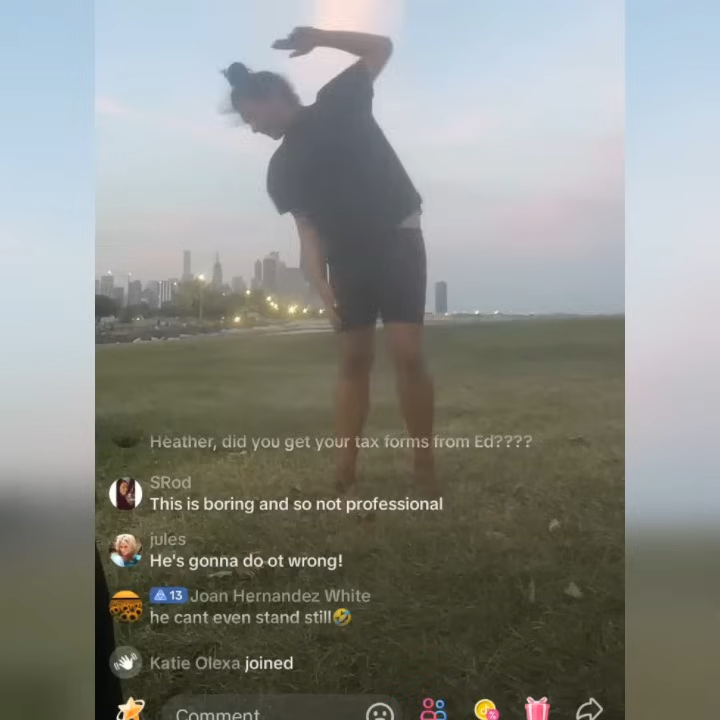 Heather, did you get your tax forms from Ed????
SRod
This is boring and so not professional
jules
He's gonna do ot wrong!
13 Joan Hernandez White
he cant even stand still🤣
Katie Olexa joined
Comment